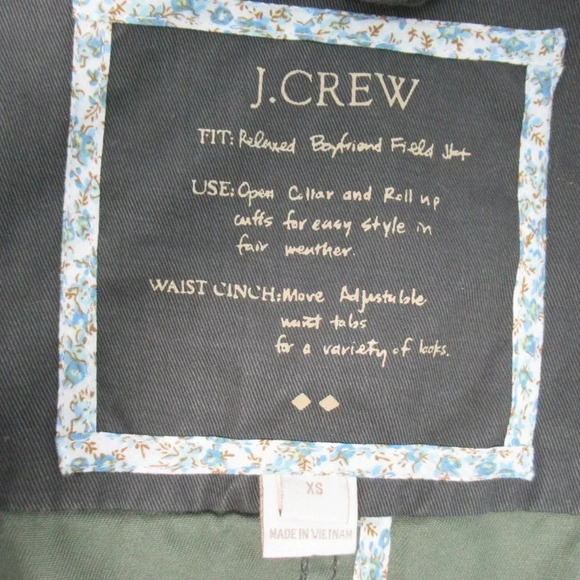 J.CREW
FIT: Relaxed Boyfriend Field Jkt
USE: Open Collar and Roll up
cuffs for easy style in
fair weather.
WAIST CINCH: Move Adjustable
waist tabs
for a variety of looks.
XS
MADE IN VIETNAM